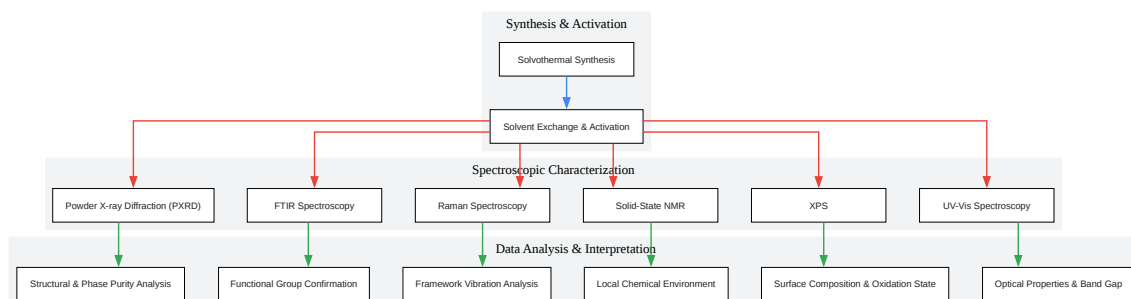 Synthesis & Activation
Solvothermal Synthesis
Solvent Exchange & Activation
Spectroscopic Characterization
Powder X-ray Diffraction (PXRD)
FTIR Spectroscopy
Raman Spectroscopy
Solid-State NMR
XPS
UV-Vis Spectroscopy
Data Analysis & Interpretation
Structural & Phase Purity Analysis
Functional Group Confirmation
Framework Vibration Analysis
Local Chemical Environment
Surface Composition & Oxidation State
Optical Properties & Band Gap